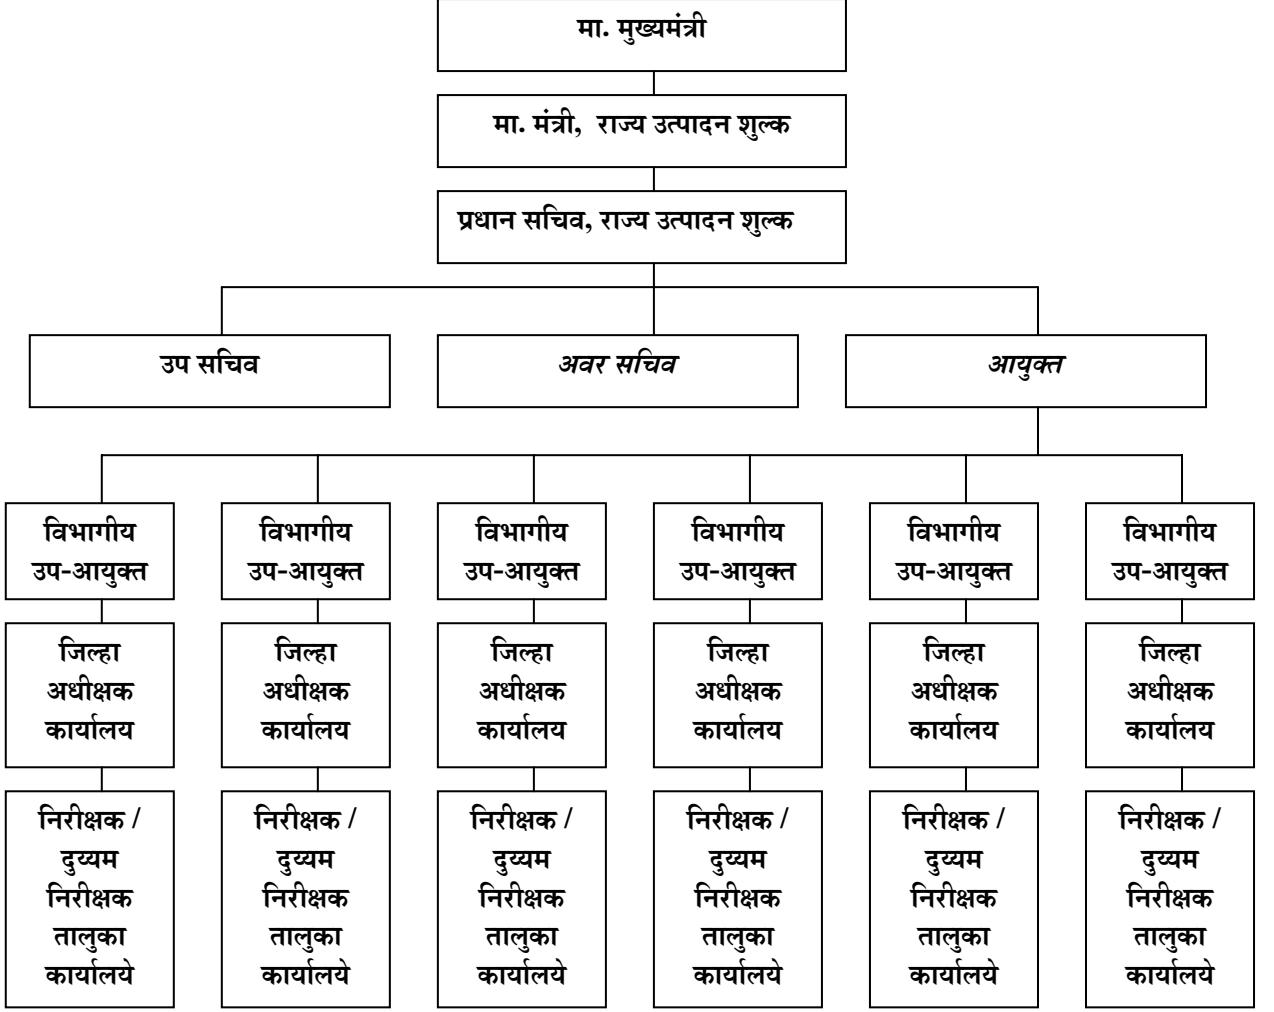 मा. मुख्यमंत्री
मा. मंत्री, राज्य उत्पादन शुल्क
प्रधान सचिव, राज्य उत्पादन शुल्क
उप सचिव
अवर सचिव
आयुक्त
विभागीय
उप-आयुक्त
विभागीय
उप-आयुक्त
विभागीय
उप-आयुक्त
विभागीय
उप-आयुक्त
विभागीय
उप-आयुक्त
विभागीय
उप-आयुक्त
जिल्हा
अधीक्षक
कार्यालय
जिल्हा
अधीक्षक
कार्यालय
जिल्हा
अधीक्षक
कार्यालय
जिल्हा
अधीक्षक
कार्यालय
जिल्हा
अधीक्षक
कार्यालय
जिल्हा
अधीक्षक
कार्यालय
निरीक्षक /
दुय्यम
निरीक्षक
तालुका
कार्यालये
निरीक्षक /
दुय्यम
निरीक्षक
तालुका
कार्यालये
निरीक्षक /
दुय्यम
निरीक्षक
तालुका
कार्यालये
निरीक्षक /
दुय्यम
निरीक्षक
तालुका
कार्यालये
निरीक्षक /
दुय्यम
निरीक्षक
तालुका
कार्यालये
निरीक्षक /
दुय्यम
निरीक्षक
तालुका
कार्यालये